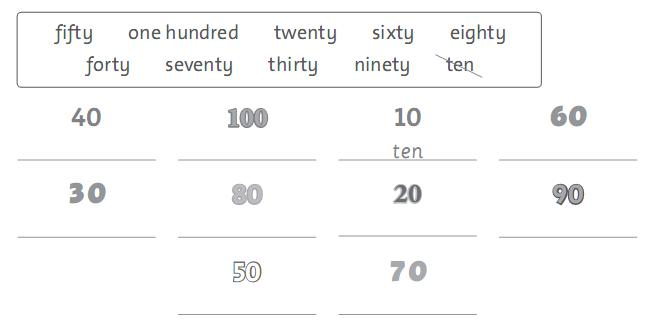 fifty one hundred twenty sixty eighty
forty seventy thirty ninety ten
40 100 10 60
ten
30 80 20 90
50 70